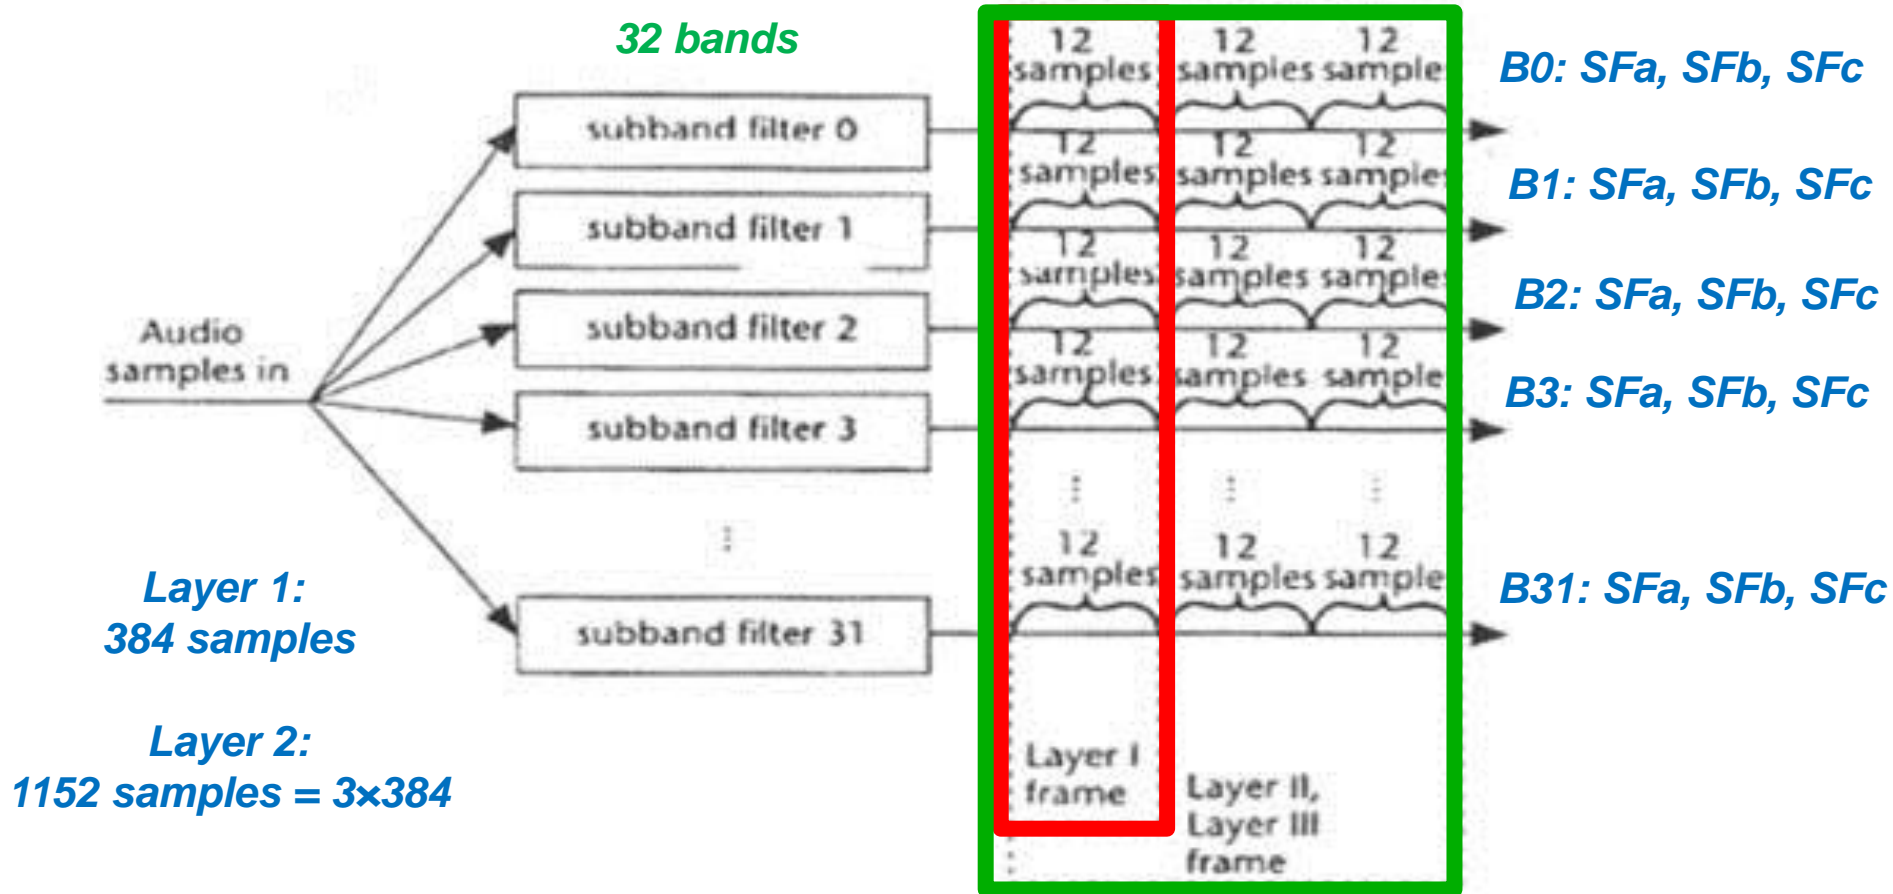 32 bands
12 12 12
samples samples sample
B0: SFa, SFb, SFc
subband filter 0
12 12 12
samples samples sample
B1: SFa, SFb, SFc
subband filter 1
12 12 12
samples samples sample
B2: SFa, SFb, SFc
subband filter 2
Audio
samples in
12 12 12
samples samples sample
B3: SFa, SFb, SFc
subband filter 3
...
... ... ...
12 12 12
samples samples sample
B31: SFa, SFb, SFc
subband filter 31
Layer 1:
384 samples
Layer 2:
1152 samples = 3×384
Layer I
frame
Layer II,
Layer III
frame